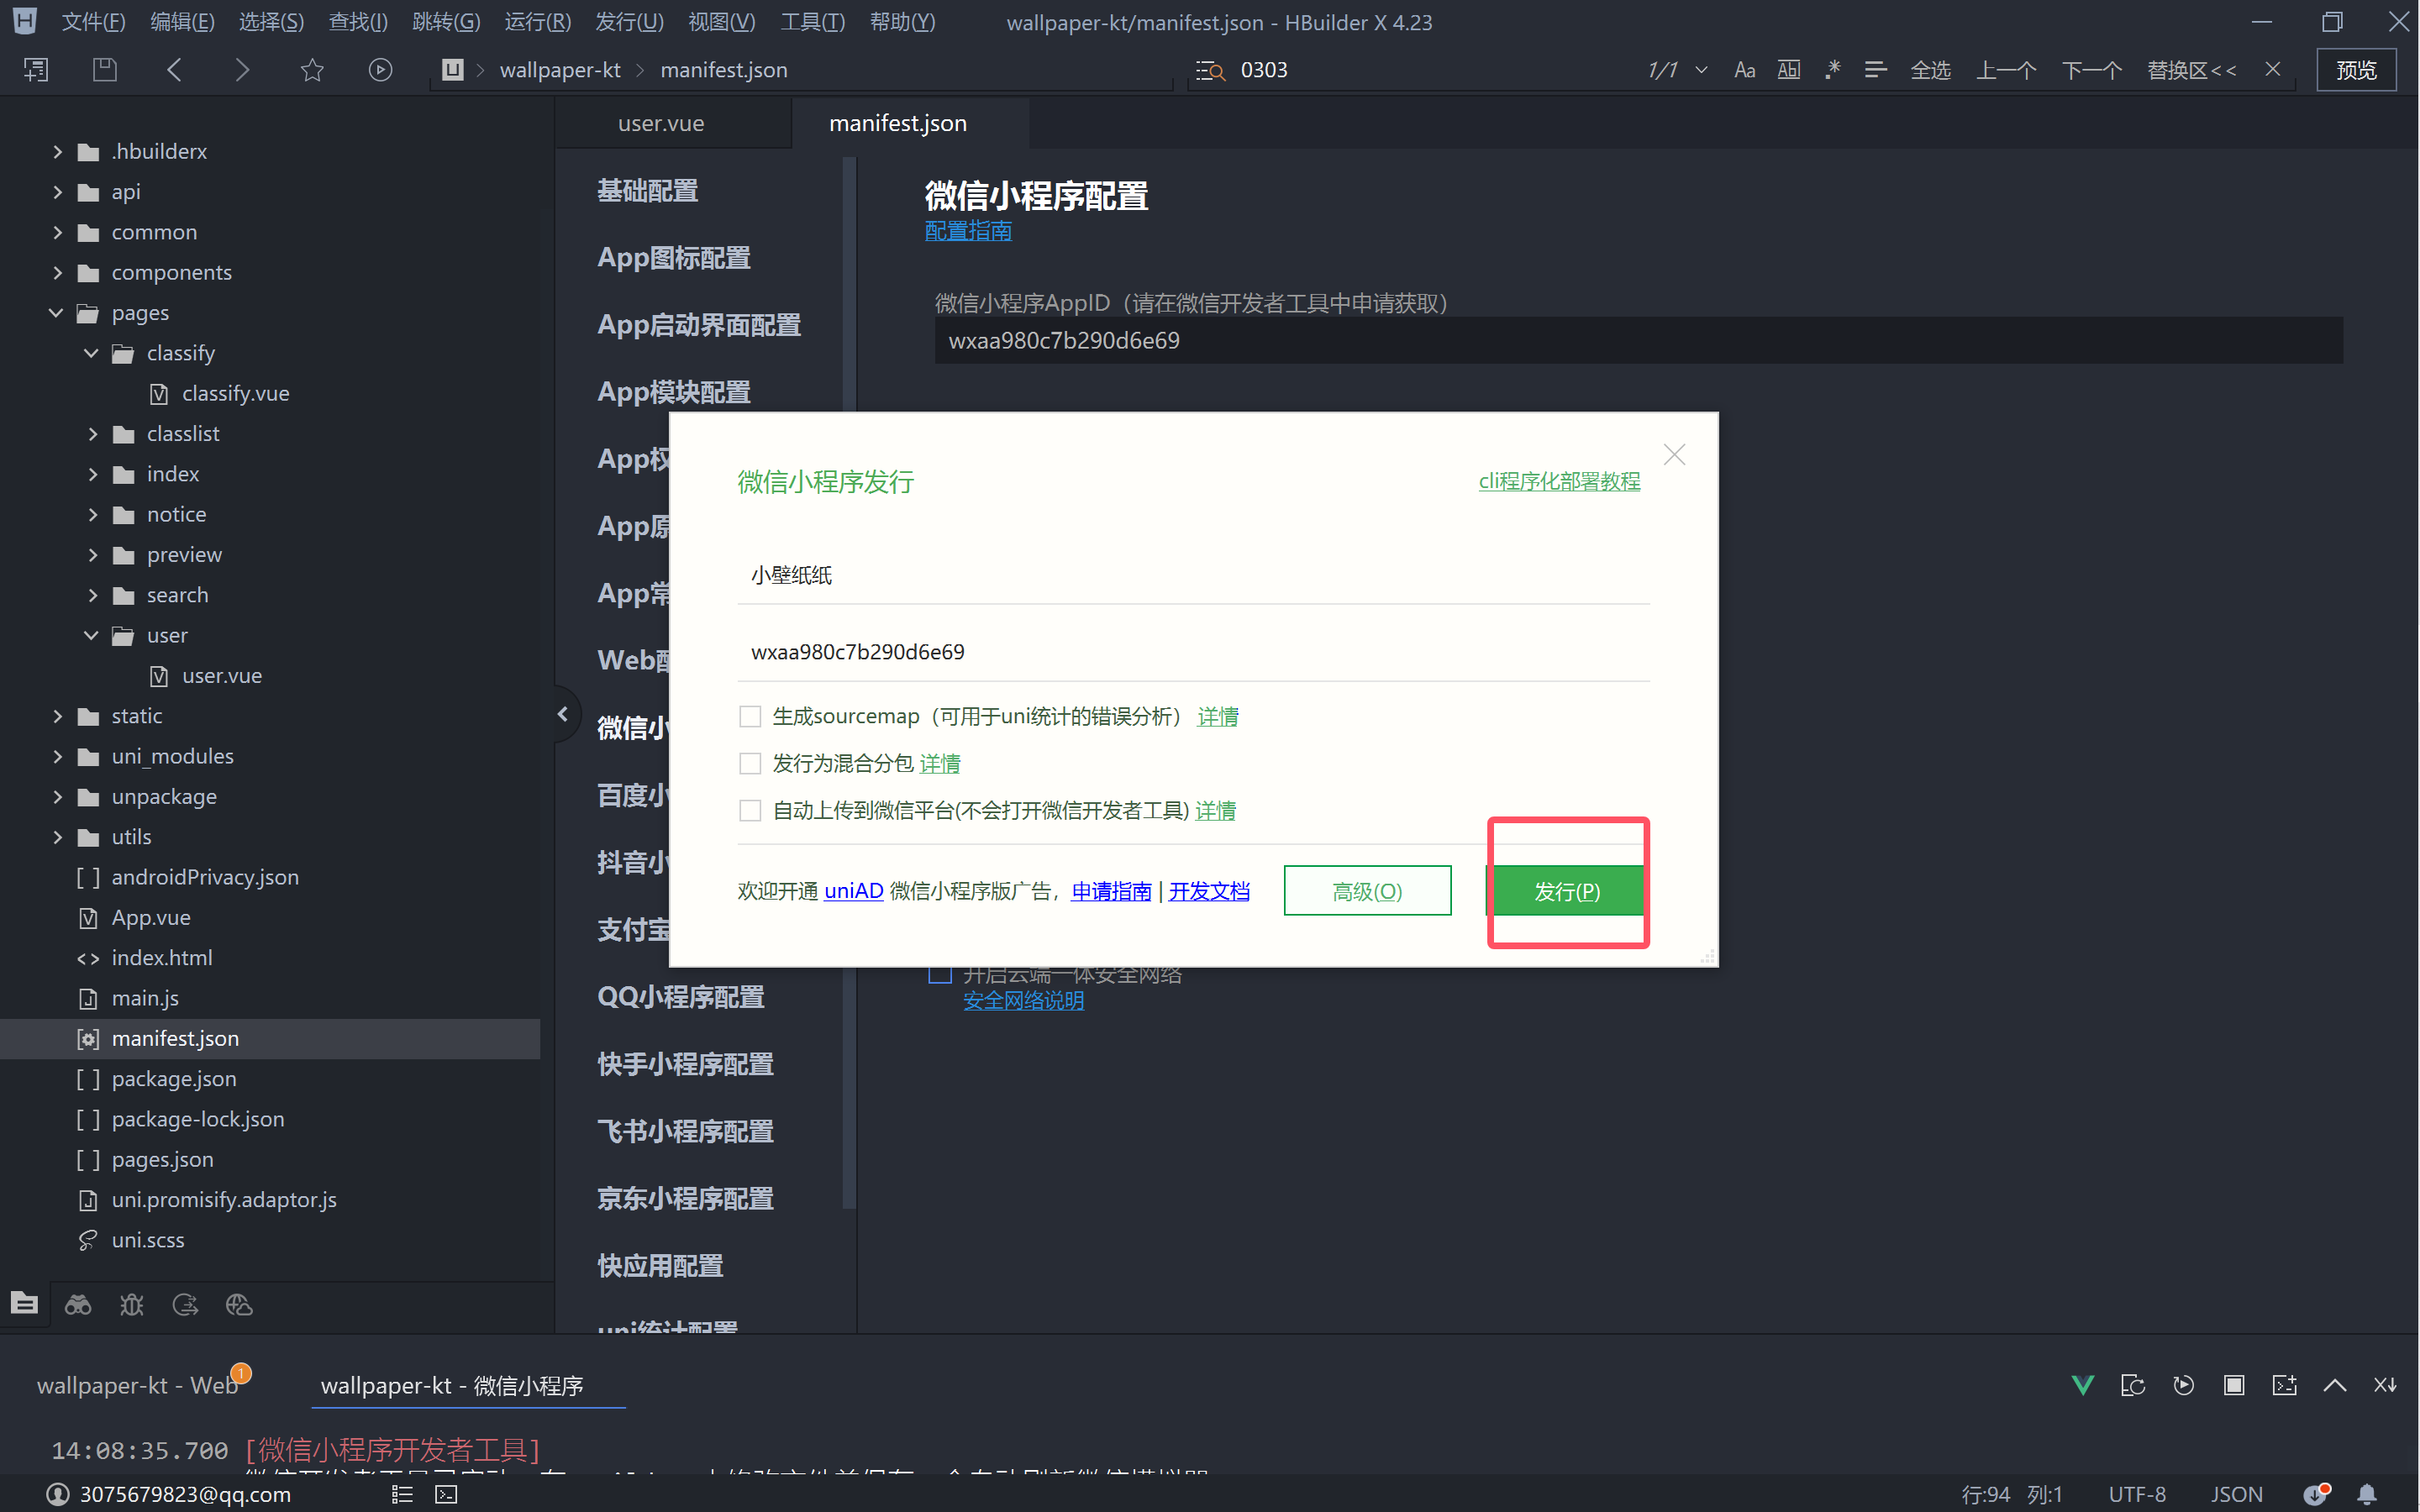 文件(F) 编辑(E) 选择(S) 查找(I) 跳转(G) 运行(R) 发行(U) 视图(V) 工具(T) 帮助(Y) wallpaper-kt/manifest.json - HBuilder X 4.23
wallpaper-kt manifest.json 0303 1/1 Aa Abl .* 全选 上一个 下一个 替换区<< 预览
.hbuilderx
api
common
components
pages
classify
classify.vue
classlist
index
notice
preview
search
user
user.vue
static
uni_modules
unpackage
utils
androidPrivacy.json
App.vue
index.html
main.js
manifest.json
package.json
package-lock.json
pages.json
uni.promisify.adaptor.js
uni.scss
user.vue manifest.json
基础配置
App图标配置
App启动界面配置
App模块配置
App权
App原
App常
Web配
微信小
百度小
抖音小
支付宝
QQ小程序配置
快手小程序配置
飞书小程序配置
京东小程序配置
快应用配置
uni统计配置
微信小程序配置
配置指南
微信小程序AppID（请在微信开发者工具中申请获取）
wxaa980c7b290d6e69
微信小程序发行 cli程序化部署教程
小壁纸纸
wxaa980c7b290d6e69
生成sourcemap（可用于uni统计的错误分析） 详情
发行为混合分包 详情
自动上传到微信平台(不会打开微信开发者工具) 详情
欢迎开通 uniAD 微信小程序版广告，申请指南 | 开发文档 高级(O) 发行(P)
开启云端一体安全网络
安全网络说明
wallpaper-kt - Web 1 wallpaper-kt - 微信小程序
14:08:35.700 [微信小程序开发者工具]
3075679823@qq.com 行:94 列:1 UTF-8 JSON